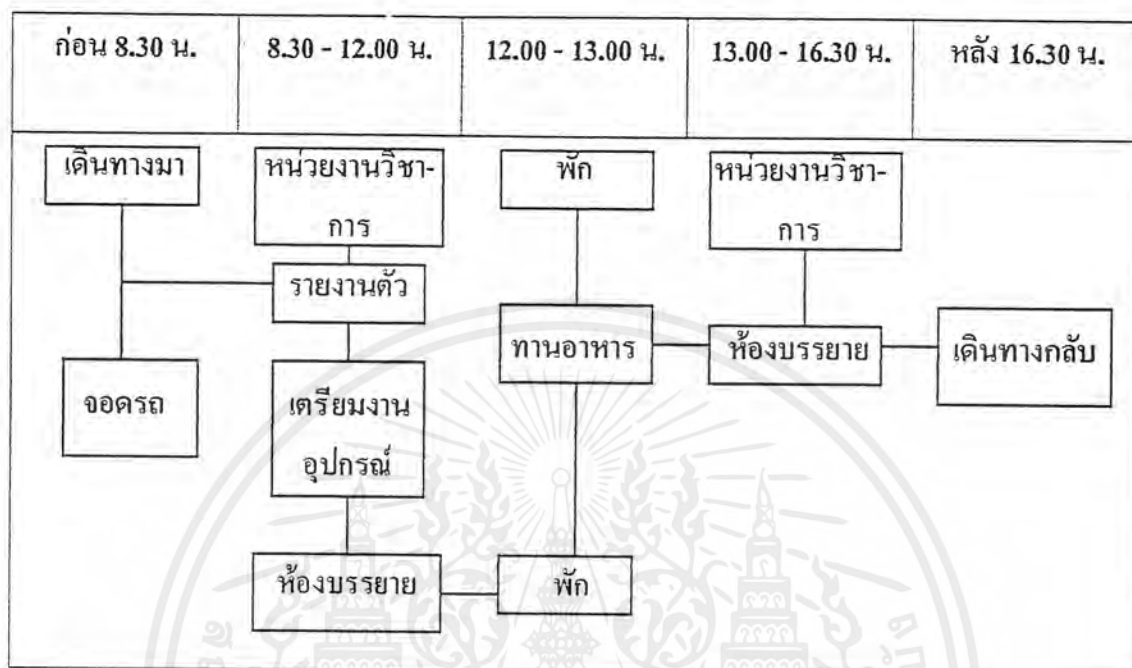 ก่อน 8.30 น.
8.30 - 12.00 น.
12.00 - 13.00 น.
13.00 - 16.30 น.
หลัง 16.30 น.
เดินทางมา
จอดรถ
หน่วยงานวิชา-
การ
รายงานตัว
เตรียมงาน
อุปกรณ์
ห้องบรรยาย
พัก
ทานอาหาร
พัก
หน่วยงานวิชา-
การ
ห้องบรรยาย
เดินทางกลับ